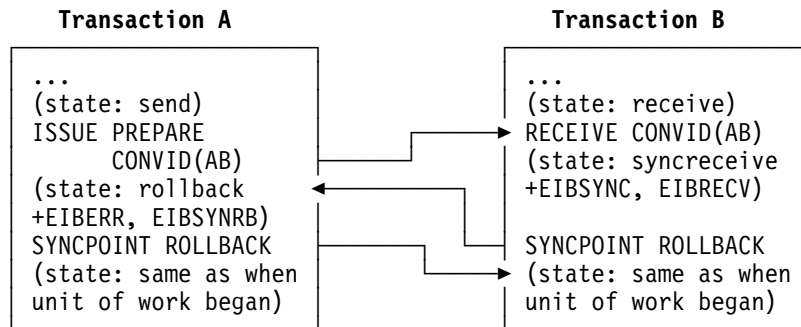 Transaction A
Transaction B
...
(state: send)
ISSUE PREPARE
CONVID(AB)
(state: rollback
+EIBERR, EIBSYNRB)
SYNCPOINT ROLLBACK
(state: same as when
unit of work began)
...
(state: receive)
RECEIVE CONVID(AB)
(state: syncreceive
+EIBSYNC, EIBRECV)
SYNCPOINT ROLLBACK
(state: same as when
unit of work began)